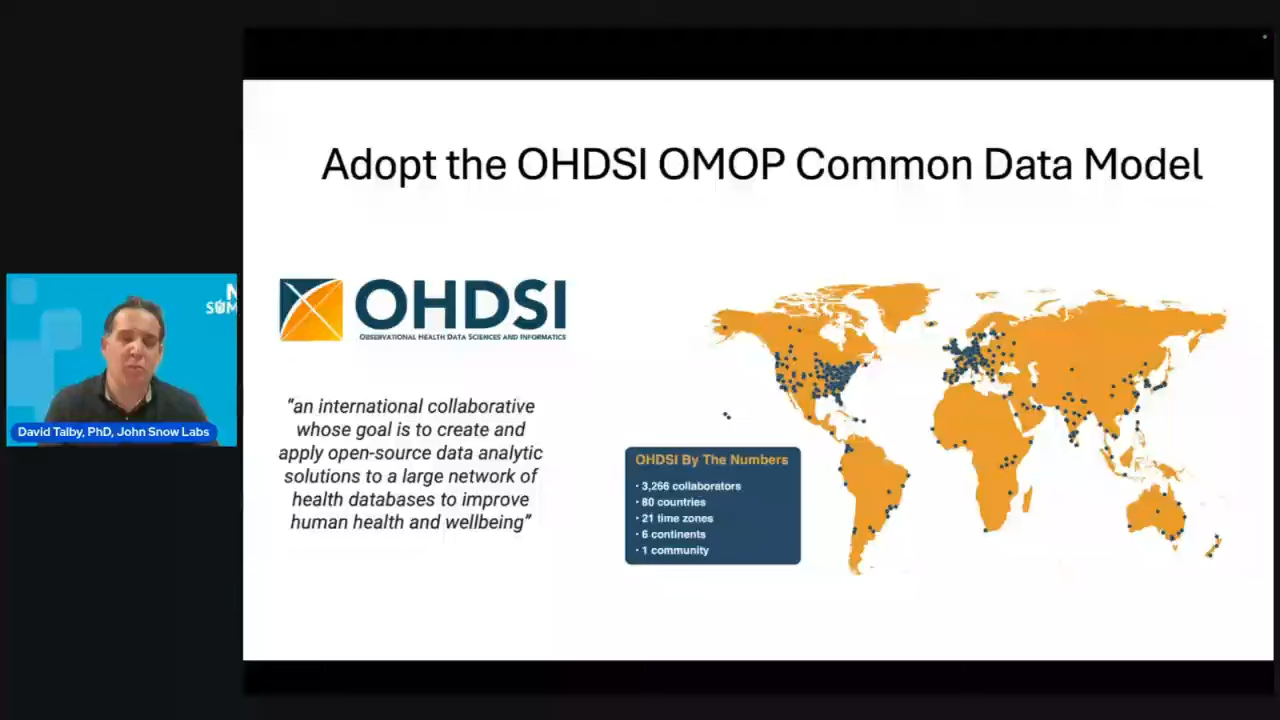 Adopt the OHDSI OMOP Common Data Model
OHDSI
OBSERVATIONAL HEALTH DATA SCIENCES AND INFORMATICS
"an international collaborative
whose goal is to create and
apply open-source data analytic
solutions to a large network of
health databases to improve
human health and wellbeing"
OHDSI By The Numbers
· 3,266 collaborators
· 80 countries
· 21 time zones
· 6 continents
· 1 community
David Talby, PhD, John Snow Labs